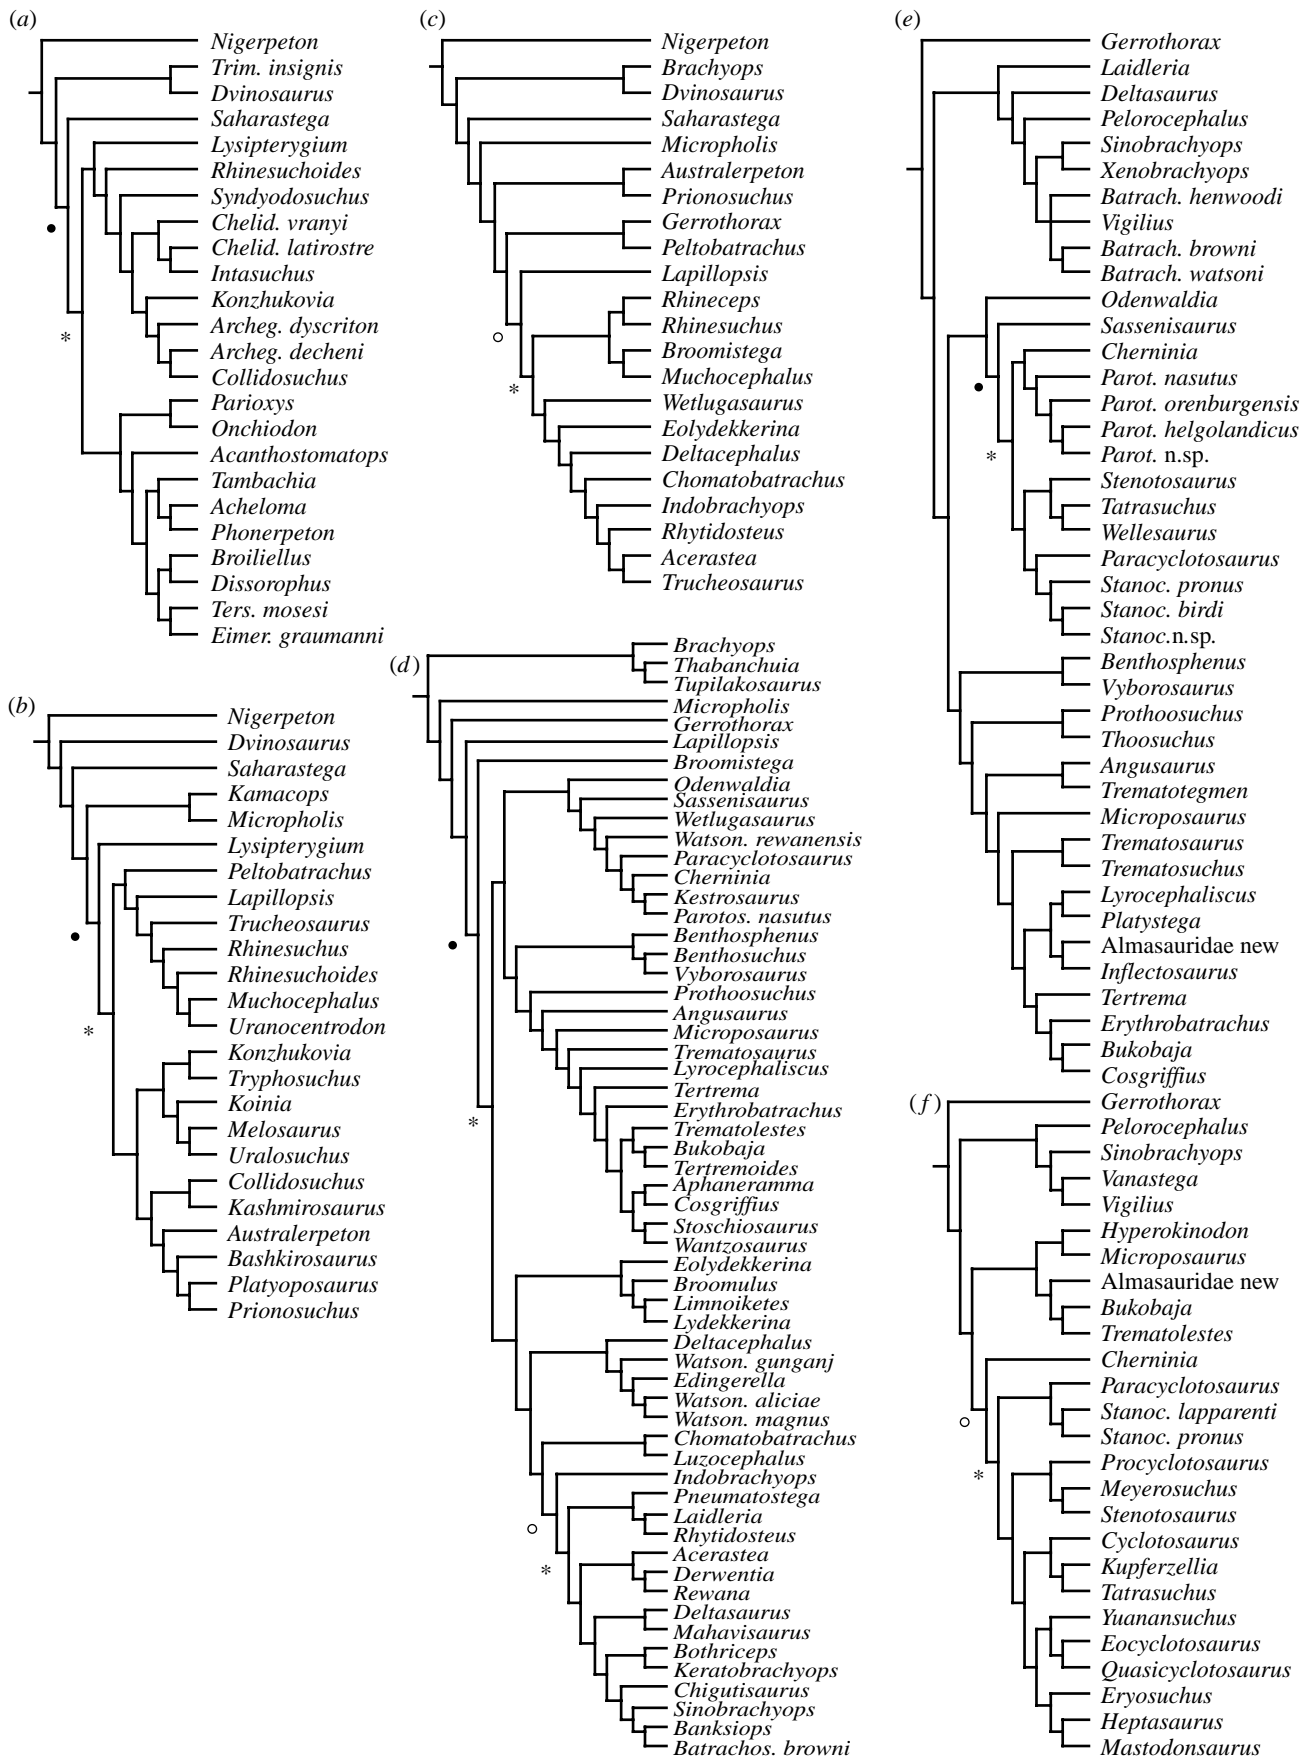 (a)
Nigerpeton
Trim. insignis
Dvinosaurus
Saharastega
Lysipterygium
Rhinesuchoides
Syndyodosuchus
Chelid. vranyi
Chelid. latirostre
Intasuchus
Konzhukovia
Archeg. dyscriton
Archeg. decheni
Collidosuchus
Parioxys
Onchiodon
Acanthostomatops
Tambachia
Acheloma
Phonerpeton
Broiliellus
Dissorophus
Ters. mosesi
Eimer. graumanni
*
(b)
Nigerpeton
Dvinosaurus
Saharastega
Kamacops
Micropholis
Lysipterygium
Peltobatrachus
Lapillopsis
Trucheosaurus
Rhinesuchus
Rhinesuchoides
Muchocephalus
Uranocentrodon
Konzhukovia
Tryphosuchus
Koinia
Melosaurus
Uralosuchus
Collidosuchus
Kashmirosaurus
Australerpeton
Bashkirosaurus
Platyoposaurus
Prionosuchus
*
(c)
Nigerpeton
Brachyops
Dvinosaurus
Saharastega
Micropholis
Australerpeton
Prionosuchus
Gerrothorax
Peltobatrachus
Lapillopsis
Rhineceps
Rhinesuchus
Broomistega
Muchocephalus
Wetlugasaurus
Eolydekkerina
Deltacephalus
Chomatobatrachus
Indobrachyops
Rhytidosteus
Acerastea
Trucheosaurus
*
(d)
Brachyops
Thabanchuia
Tupilakosaurus
Micropholis
Gerrothorax
Lapillopsis
Broomistega
Odenwaldia
Sassenisaurus
Wetlugasaurus
Watson. rewanensis
Paracyclotosaurus
Cherninia
Kestrosaurus
Parotos. nasutus
Benthosphenus
Benthosuchus
Vyborosaurus
Prothoosuchus
Angusaurus
Microposaurus
Trematosaurus
Lyrocephaliscus
Tertrema
Erythrobatrachus
Trematolestes
Bukobaja
Tertremoides
Aphaneramma
Cosgriffius
Stoschiosaurus
Wantzosaurus
Eolydekkerina
Broomulus
Limnoiketes
Lydekkerina
Deltacephalus
Watson. gunganj
Edingerella
Watson. aliciae
Watson. magnus
Chomatobatrachus
Luzocephalus
Indobrachyops
Pneumatostega
Laidleria
Rhytidosteus
Acerastea
Derwentia
Rewana
Deltasaurus
Mahavisaurus
Bothriceps
Keratobrachyops
Chigutisaurus
Sinobrachyops
Banksiops
Batrachos. browni
*
*
(e)
Gerrothorax
Laidleria
Deltasaurus
Pelorocephalus
Sinobrachyops
Xenobrachyops
Batrach. henwoodi
Vigilius
Batrach. browni
Batrach. watsoni
Odenwaldia
Sassenisaurus
Cherninia
Parot. nasutus
Parot. orenburgensis
Parot. helgolandicus
Parot. n.sp.
Stenotosaurus
Tatrasuchus
Wellesaurus
Paracyclotosaurus
Stanoc. pronus
Stanoc. birdi
Stanoc.n.sp.
Benthosphenus
Vyborosaurus
Prothoosuchus
Thoosuchus
Angusaurus
Trematotegmen
Microposaurus
Trematosaurus
Trematosuchus
Lyrocephaliscus
Platystega
Almasauridae new
Inflectosaurus
Tertrema
Erythrobatrachus
Bukobaja
Cosgriffius
*
(f)
Gerrothorax
Pelorocephalus
Sinobrachyops
Vanastega
Vigilius
Hyperokinodon
Microposaurus
Almasauridae new
Bukobaja
Trematolestes
Cherninia
Paracyclotosaurus
Stanoc. lapparenti
Stanoc. pronus
Procyclotosaurus
Meyerosuchus
Stenotosaurus
Cyclotosaurus
Kupferzellia
Tatrasuchus
Yuanansuchus
Eocyclotosaurus
Quasicyclotosaurus
Eryosuchus
Heptasaurus
Mastodonsaurus
*